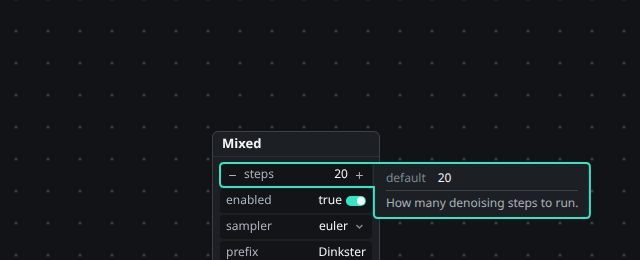 Mixed
− steps 20 +
default 20
How many denoising steps to run.
enabled true
sampler euler
prefix Dinkster